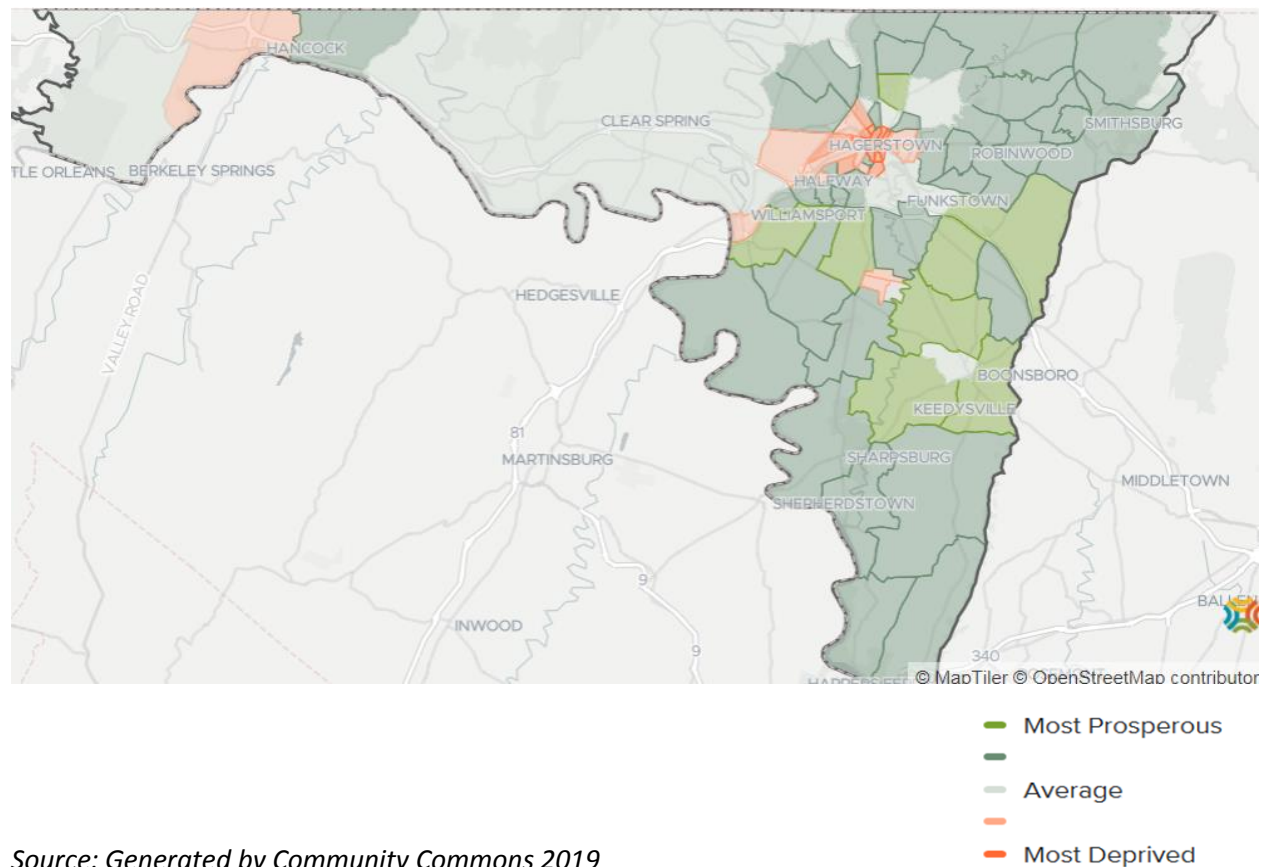 HANCOCK
CLEAR SPRING
SMITHSBURG
HAGERSTOWN
ROBINWOOD
TLE ORLEANS
BERKELEY SPRINGS
HALFWAY
FUNKSTOWN
WILLIAMSPORT
VALLEY ROAD
HEDGESVILLE
BOONSBORO
KEEDYSVILLE
81
MARTINSBURG
SHARPSBURG
MIDDLETOWN
SHEPHERDSTOWN
9
BALLEN
INWOOD
9
340
© MapTiler © OpenStreetMap contributor
Most Prosperous
Average
Most Deprived
Source: Generated by Community Commons 2019